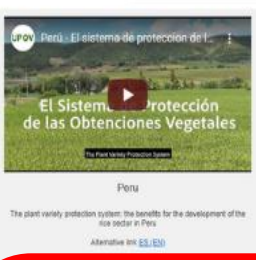 UPOV Perú - El sistema de proteccion de l...
El Sistema de Protección
de las Obtenciones Vegetales
The Plant Variety Protection System
Peru
The plant variety protection system: the benefits for the development of the
rice sector in Peru
Alternative link ES (EN)